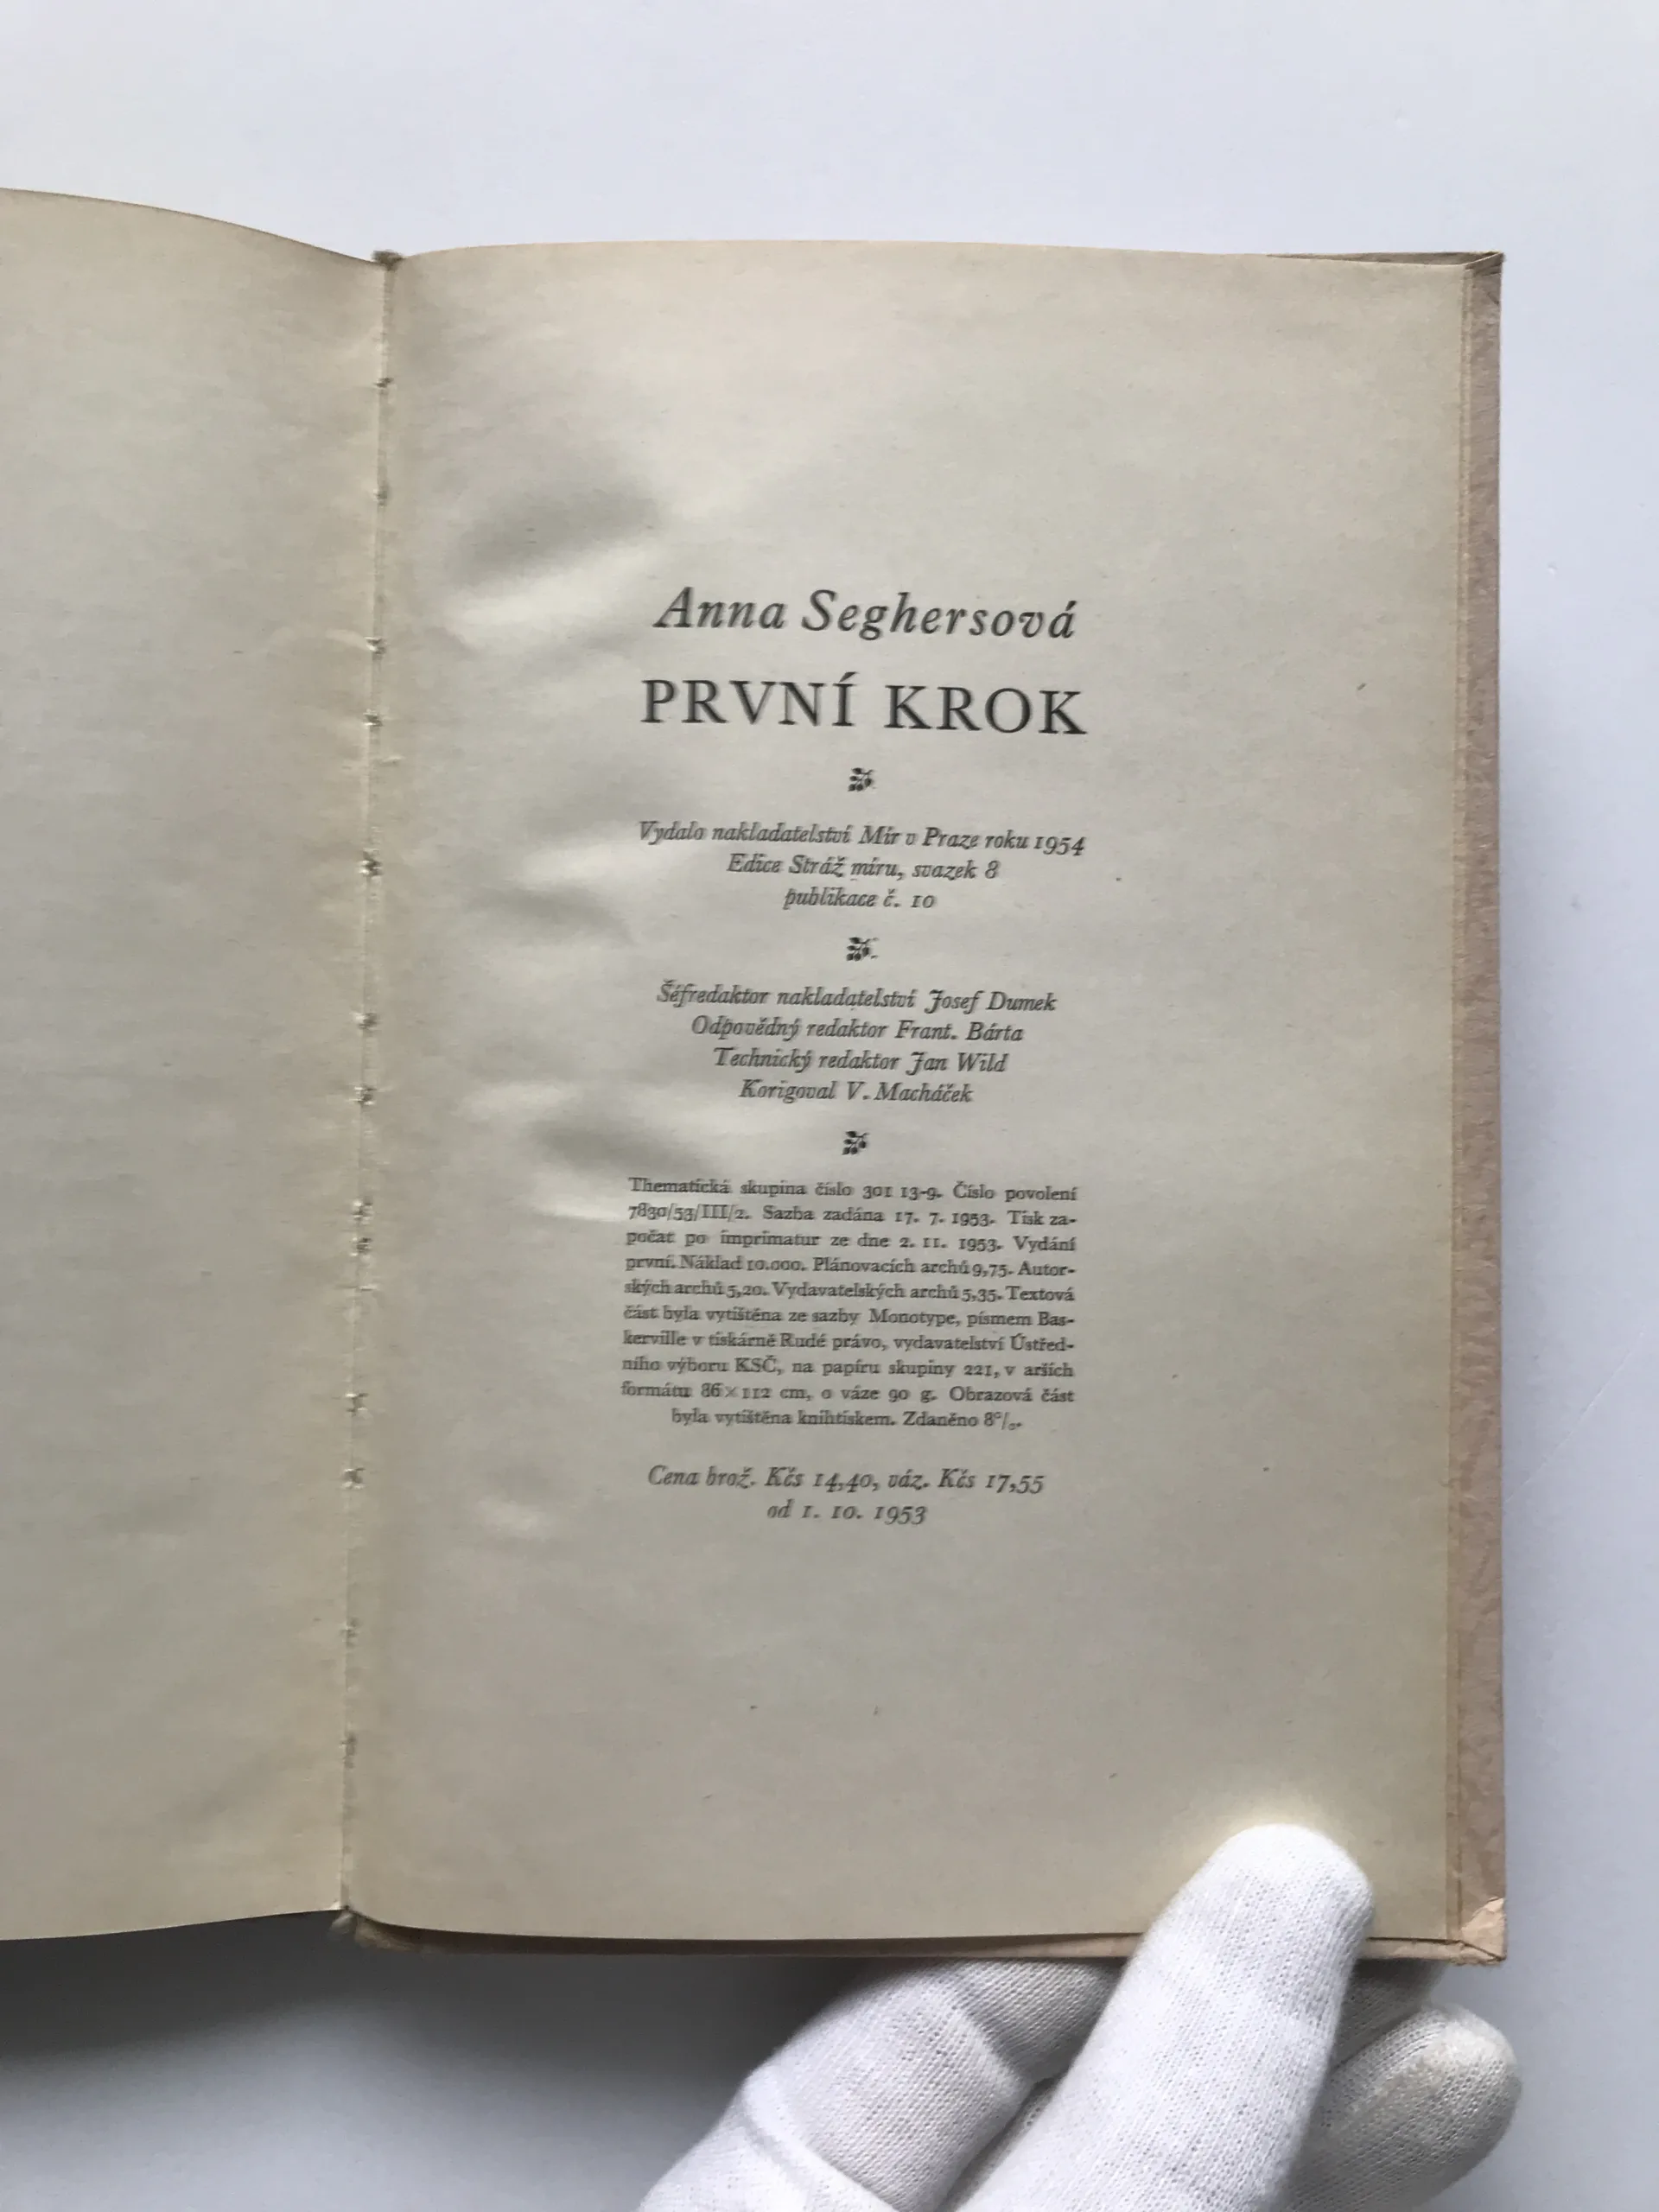 Anna Seghersová
PRVNÍ KROK
Vydalo nakladatelství Mír v Praze roku 1954
Edice Stráž míru, svazek 8
publikace č. 10
Šéfredaktor nakladatelství Josef Dumek
Odpovědný redaktor Frant. Bárta
Technický redaktor Jan Wild
Korigoval V. Macháček
Thematická skupina číslo 301 13-9. Číslo povolení
7830/53/III/2. Sazba zadána 17. 7. 1953. Tisk za-
počat po imprimatur ze dne 2. 11. 1953. Vydání
první. Náklad 10.000. Plánovacích archů 9,75. Autor-
ských archů 5,20. Vydavatelských archů 5,35. Textová
část byla vytištěna ze sazby Monotype, písmem Bas-
kerville v tiskárně Rudé právo, vydavatelství Ústřed-
ního výboru KSČ, na papíru skupiny 221, v arších
formátu 86×112 cm, o váze 90 g. Obrazová část
byla vytištěna knihtiskem. Zdaněno 8%.
Cena brož. Kčs 14,40, váz. Kčs 17,55
od 1. 10. 1953